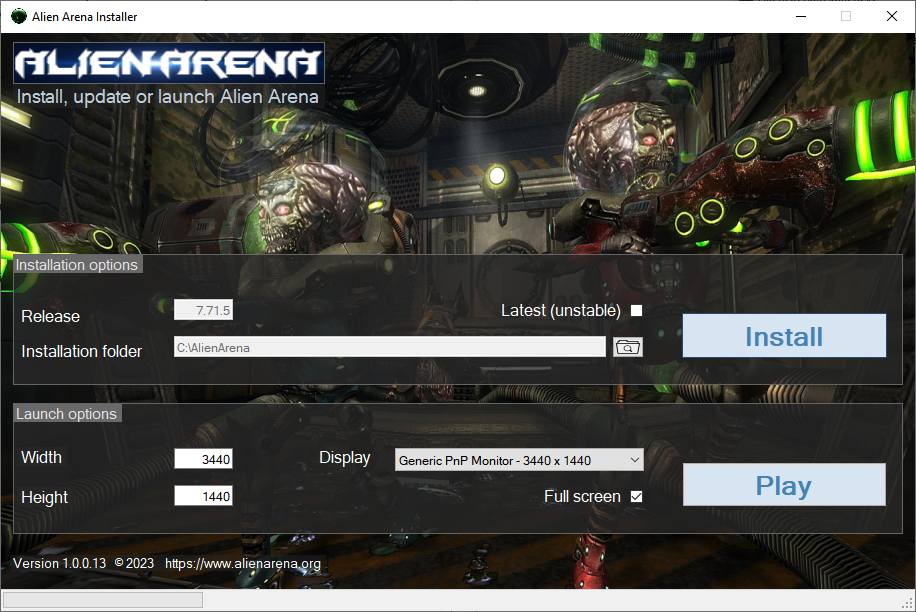 Alien Arena Installer
ALIEN ARENA
Install, update or launch Alien Arena
Installation options
Release 7.71.5 Latest (unstable)
Installation folder C:\AlienArena
Install
Launch options
Width 3440 Display Generic PnP Monitor - 3440 x 1440
Height 1440 Full screen
Play
Version 1.0.0.13 © 2023 https://www.alienarena.org